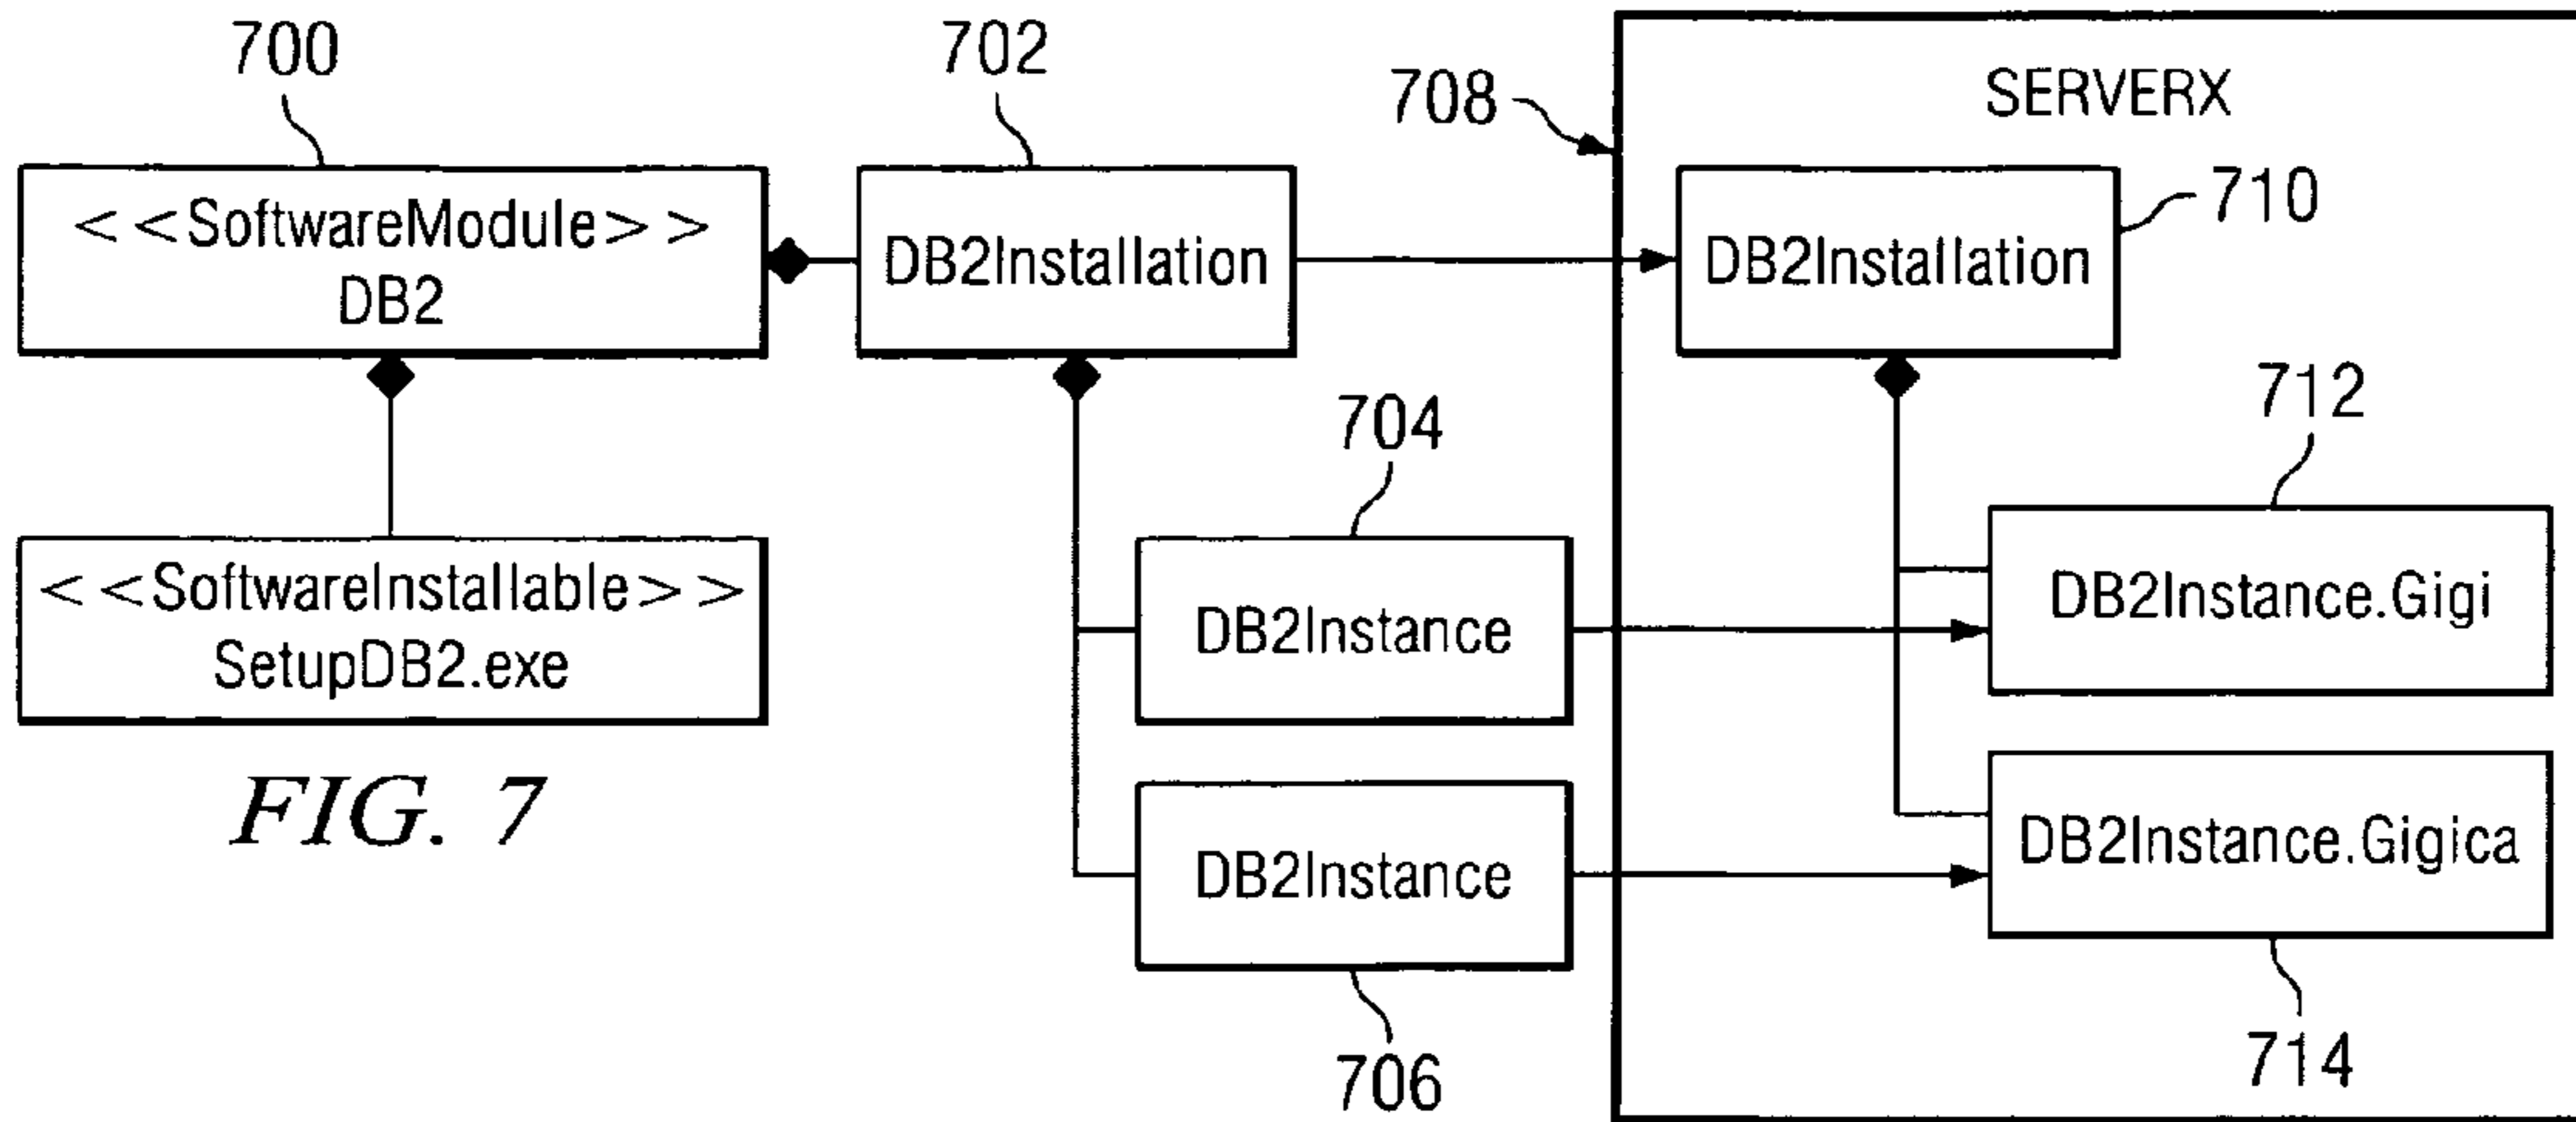 700
702
708
SERVERX
<<SoftwareModule>>
DB2
DB2Installation
DB2Installation
710
704
712
<<SoftwareInstallable>>
SetupDB2.exe
DB2Instance
DB2Instance.Gigi
FIG. 7
DB2Instance
DB2Instance.Gigica
706
714